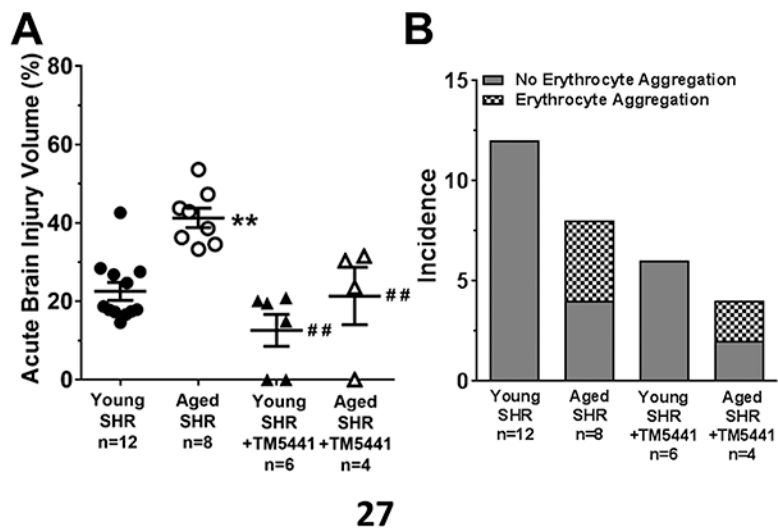 A
Acute Brain Injury Volume (%)
80
60
40
20
0
**
##
##
Young
SHR
n=12
Aged
SHR
n=8
Young
SHR
+TM5441
n=6
Aged
SHR
+TM5441
n=4
B
Incidence
15
10
5
0
No Erythrocyte Aggregation
Erythrocyte Aggregation
Young
SHR
n=12
Aged
SHR
n=8
Young
SHR
+TM5441
n=6
Aged
SHR
+TM5441
n=4
27